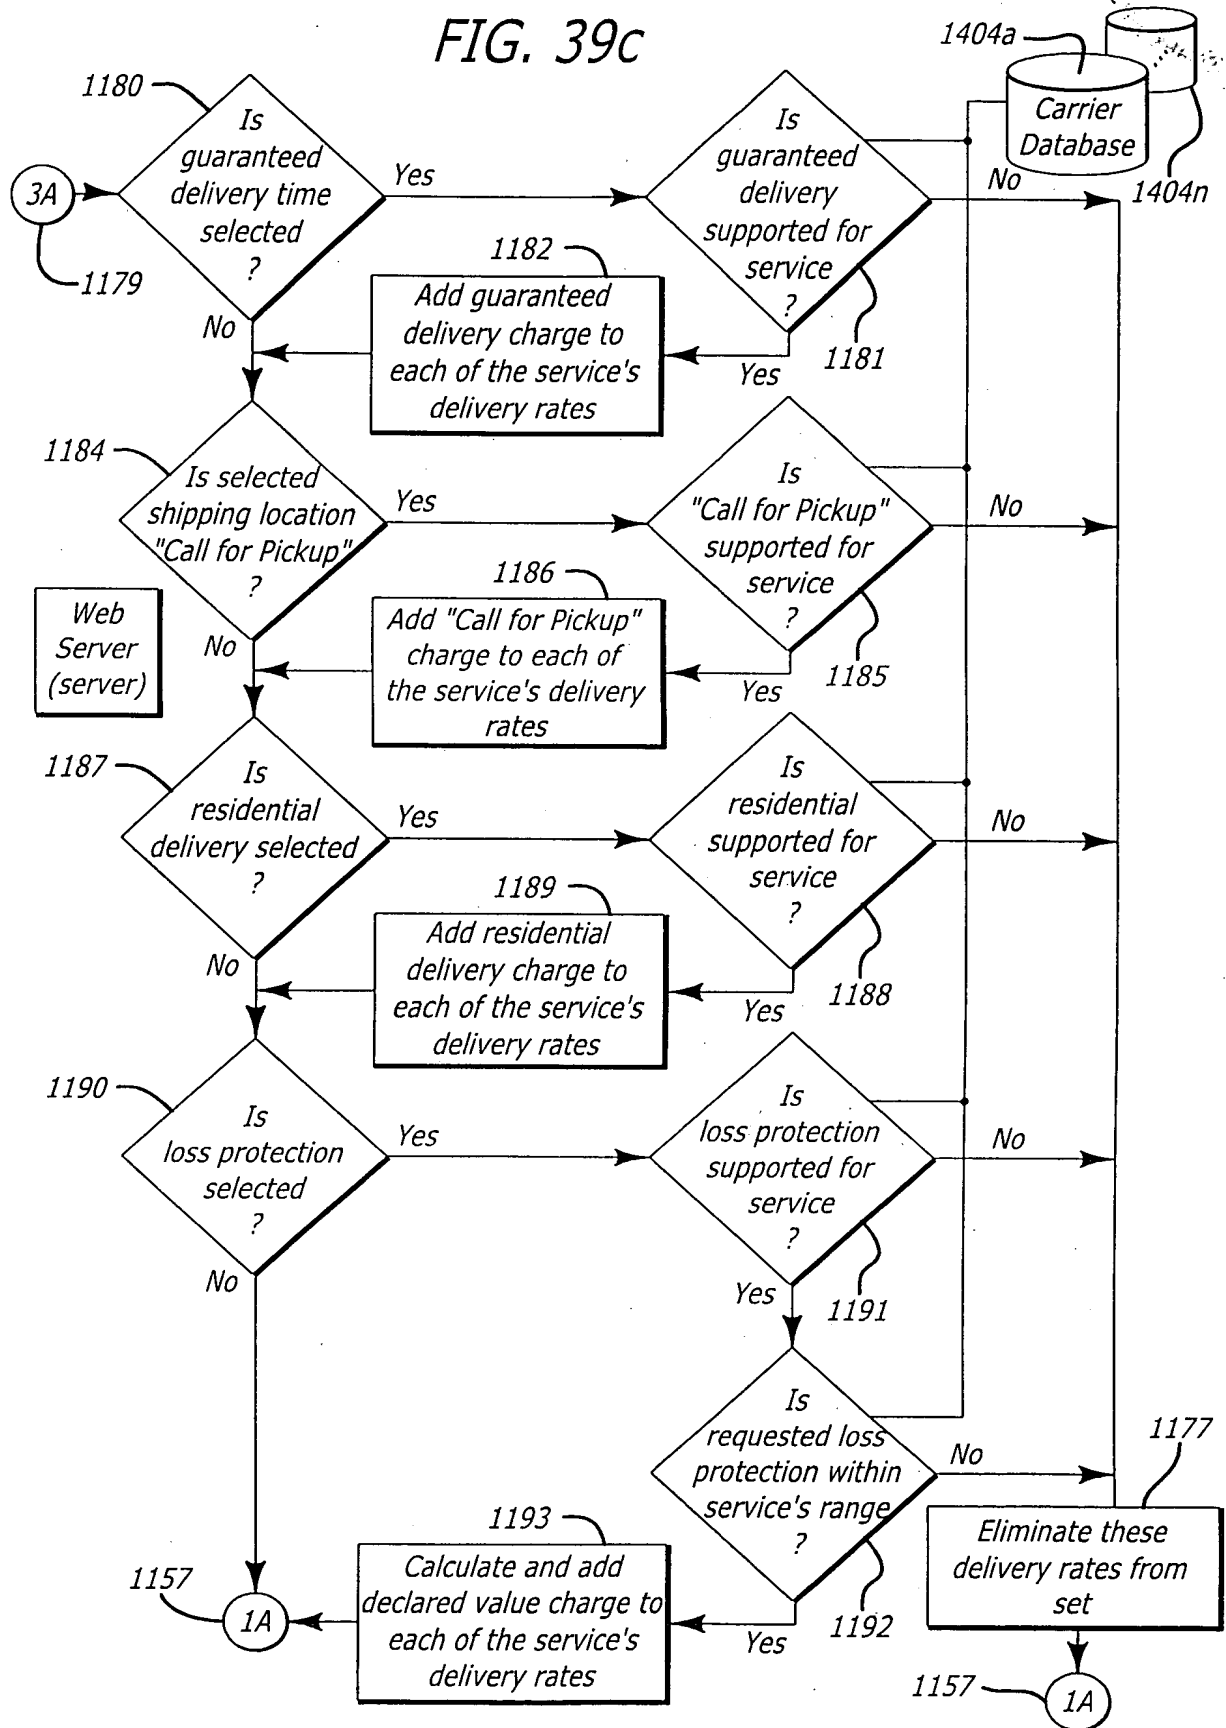 FIG. 39c
1404a
Carrier
Database
1404n
1180
Is
guaranteed
delivery time
selected
?
3A
1179
Yes
No
Is
guaranteed
delivery
supported for
service
?
1181
No
Yes
1182
Add guaranteed
delivery charge to
each of the service's
delivery rates
1184
Is selected
shipping location
"Call for Pickup"
?
Yes
No
Is
"Call for Pickup"
supported for
service
?
1185
No
Yes
1186
Add "Call for Pickup"
charge to each of
the service's delivery
rates
Web
Server
(server)
1187
Is
residential
delivery selected
?
Yes
No
Is
residential
supported for
service
?
1188
No
Yes
1189
Add residential
delivery charge to
each of the service's
delivery rates
1190
Is
loss protection
selected
?
Yes
No
Is
loss protection
supported for
service
?
1191
No
Yes
Is
requested loss
protection within
service's range
?
1192
No
Yes
1193
Calculate and add
declared value charge to
each of the service's
delivery rates
1157
1A
1177
Eliminate these
delivery rates from
set
1157
1A